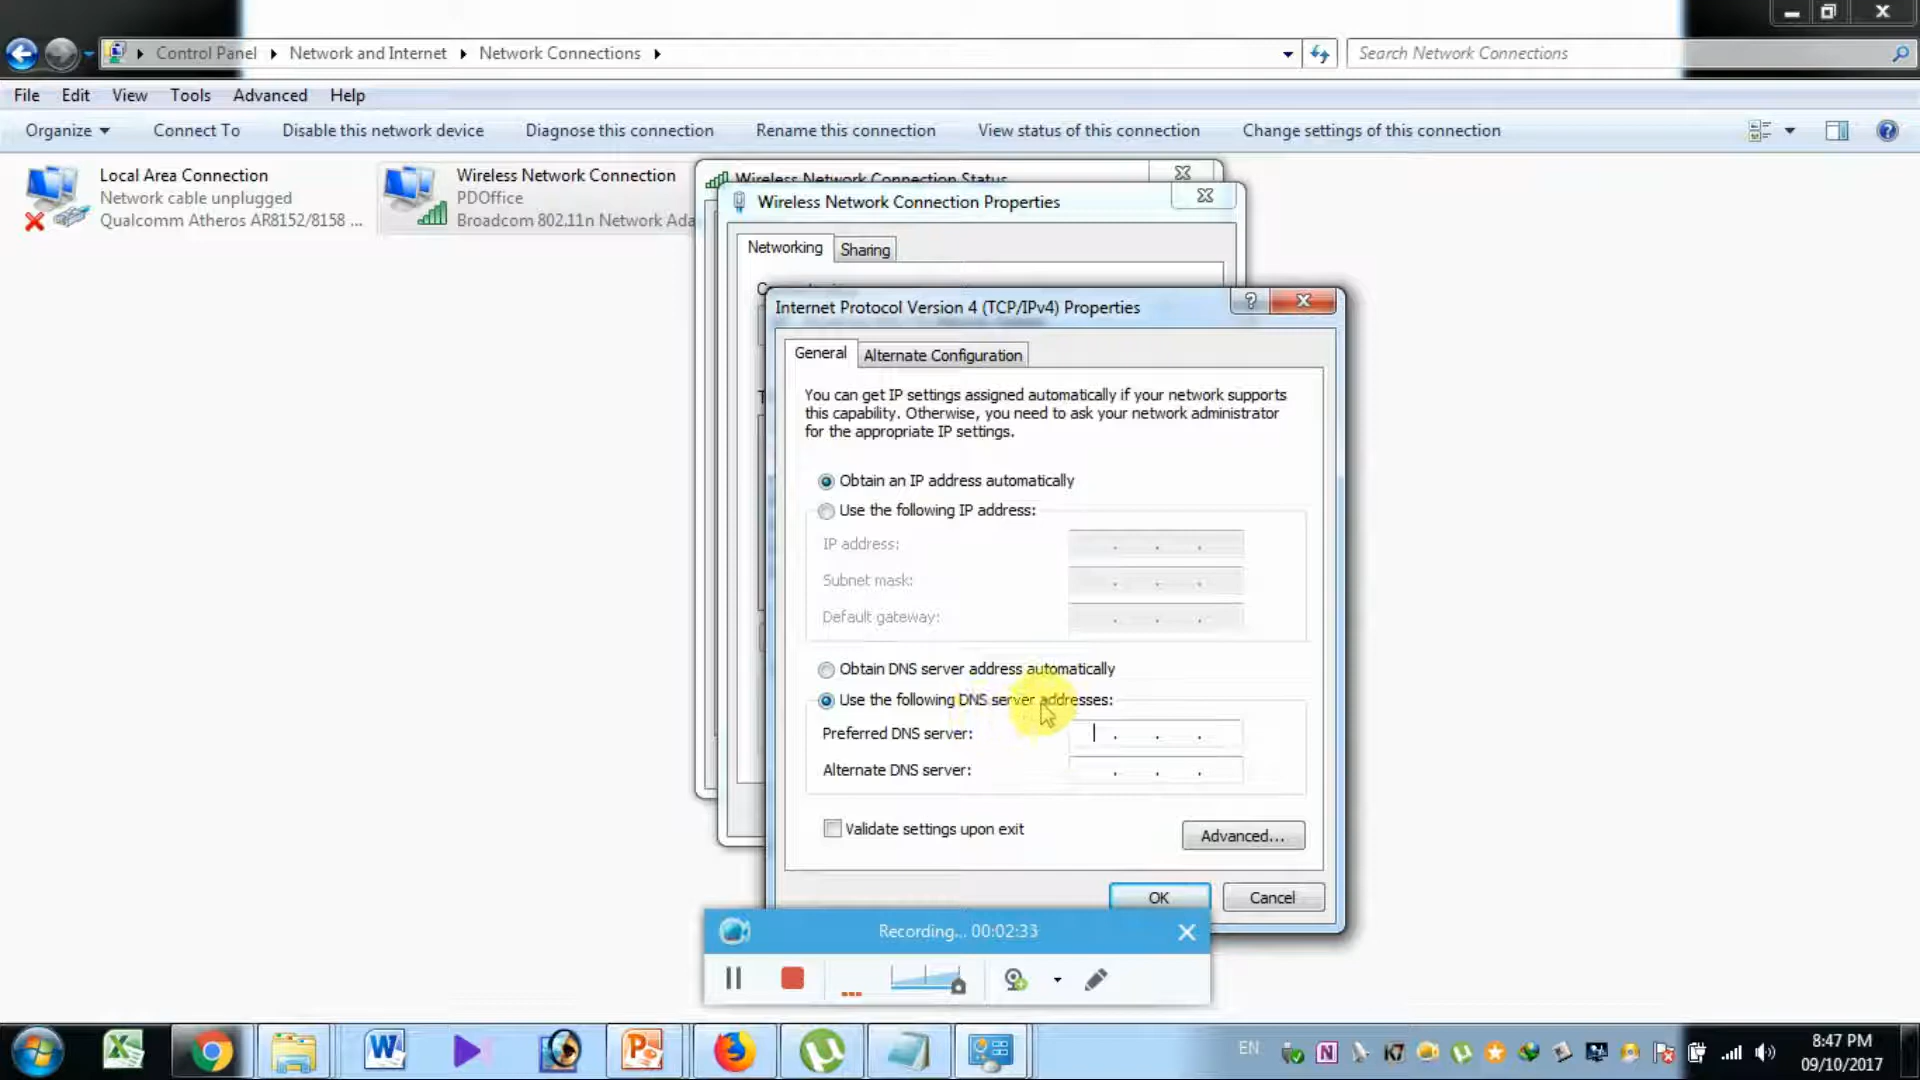 Control Panel Network and Internet Network Connections
Search Network Connections
File Edit View Tools Advanced Help
Organize Connect To Disable this network device Diagnose this connection Rename this connection View status of this connection Change settings of this connection
Local Area Connection
Network cable unplugged
Qualcomm Atheros AR8152/8158 ...
Wireless Network Connection
PDOffice
Broadcom 802.11n Network Ada
Wireless Network Connection Status
Wireless Network Connection Properties
Networking Sharing
Internet Protocol Version 4 (TCP/IPv4) Properties
General Alternate Configuration
You can get IP settings assigned automatically if your network supports
this capability. Otherwise, you need to ask your network administrator
for the appropriate IP settings.
Obtain an IP address automatically
Use the following IP address:
IP address:
Subnet mask:
Default gateway:
Obtain DNS server address automatically
Use the following DNS server addresses:
Preferred DNS server:
Alternate DNS server:
Validate settings upon exit
Advanced...
OK Cancel
Recording... 00:02:33
EN
8:47 PM
09/10/2017